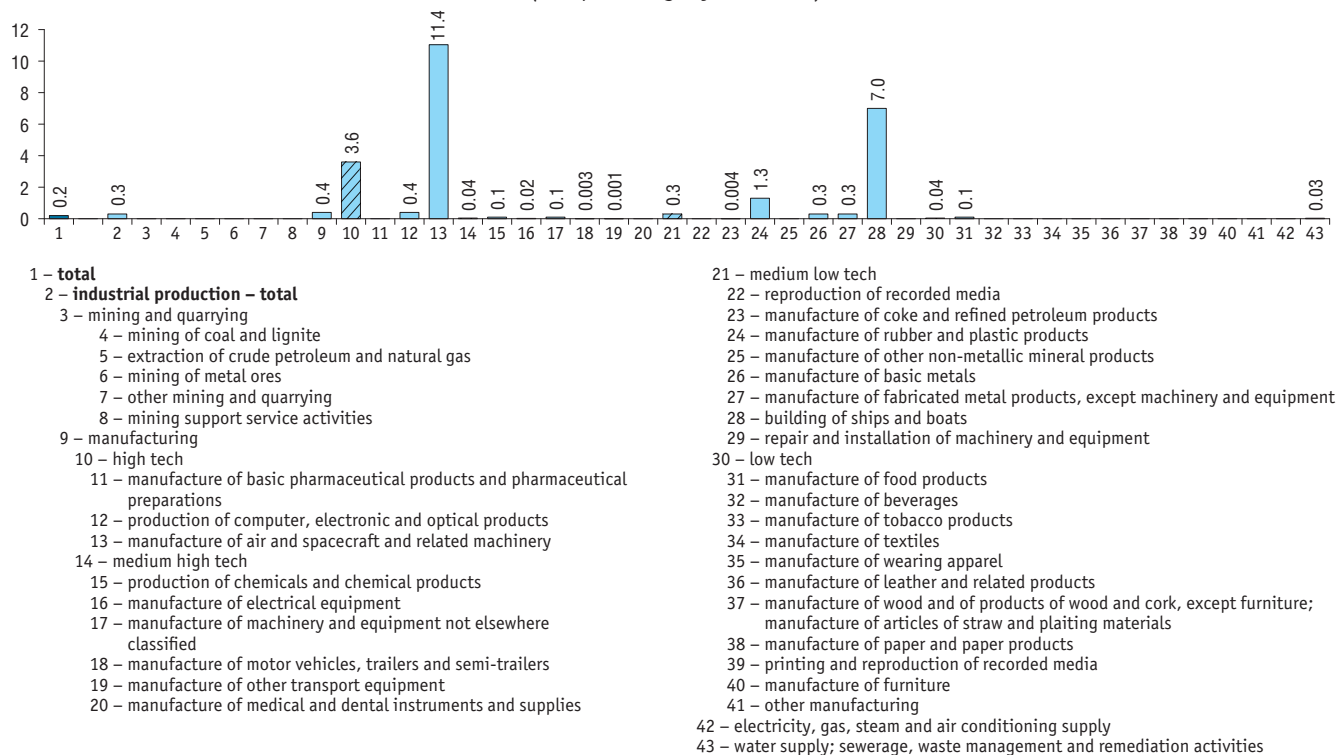 12
10
8
6
4
2
0
0.2
0.3
0.4
3.6
0.4
11.4
0.04
0.1
0.02
0.1
0.003
0.001
0.3
0.004
1.3
0.3
0.3
7.0
0.04
0.1
0.03
1 2 3 4 5 6 7 8 9 10 11 12 13 14 15 16 17 18 19 20 21 22 23 24 25 26 27 28 29 30 31 32 33 34 35 36 37 38 39 40 41 42 43
1 – total
2 – industrial production – total
3 – mining and quarrying
4 – mining of coal and lignite
5 – extraction of crude petroleum and natural gas
6 – mining of metal ores
7 – other mining and quarrying
8 – mining support service activities
9 – manufacturing
10 – high tech
11 – manufacture of basic pharmaceutical products and pharmaceutical
preparations
12 – production of computer, electronic and optical products
13 – manufacture of air and spacecraft and related machinery
14 – medium high tech
15 – production of chemicals and chemical products
16 – manufacture of electrical equipment
17 – manufacture of machinery and equipment not elsewhere
classified
18 – manufacture of motor vehicles, trailers and semi-trailers
19 – manufacture of other transport equipment
20 – manufacture of medical and dental instruments and supplies
21 – medium low tech
22 – reproduction of recorded media
23 – manufacture of coke and refined petroleum products
24 – manufacture of rubber and plastic products
25 – manufacture of other non-metallic mineral products
26 – manufacture of basic metals
27 – manufacture of fabricated metal products, except machinery and equipment
28 – building of ships and boats
29 – repair and installation of machinery and equipment
30 – low tech
31 – manufacture of food products
32 – manufacture of beverages
33 – manufacture of tobacco products
34 – manufacture of textiles
35 – manufacture of wearing apparel
36 – manufacture of leather and related products
37 – manufacture of wood and of products of wood and cork, except furniture;
manufacture of articles of straw and plaiting materials
38 – manufacture of paper and paper products
39 – printing and reproduction of recorded media
40 – manufacture of furniture
41 – other manufacturing
42 – electricity, gas, steam and air conditioning supply
43 – water supply; sewerage, waste management and remediation activities